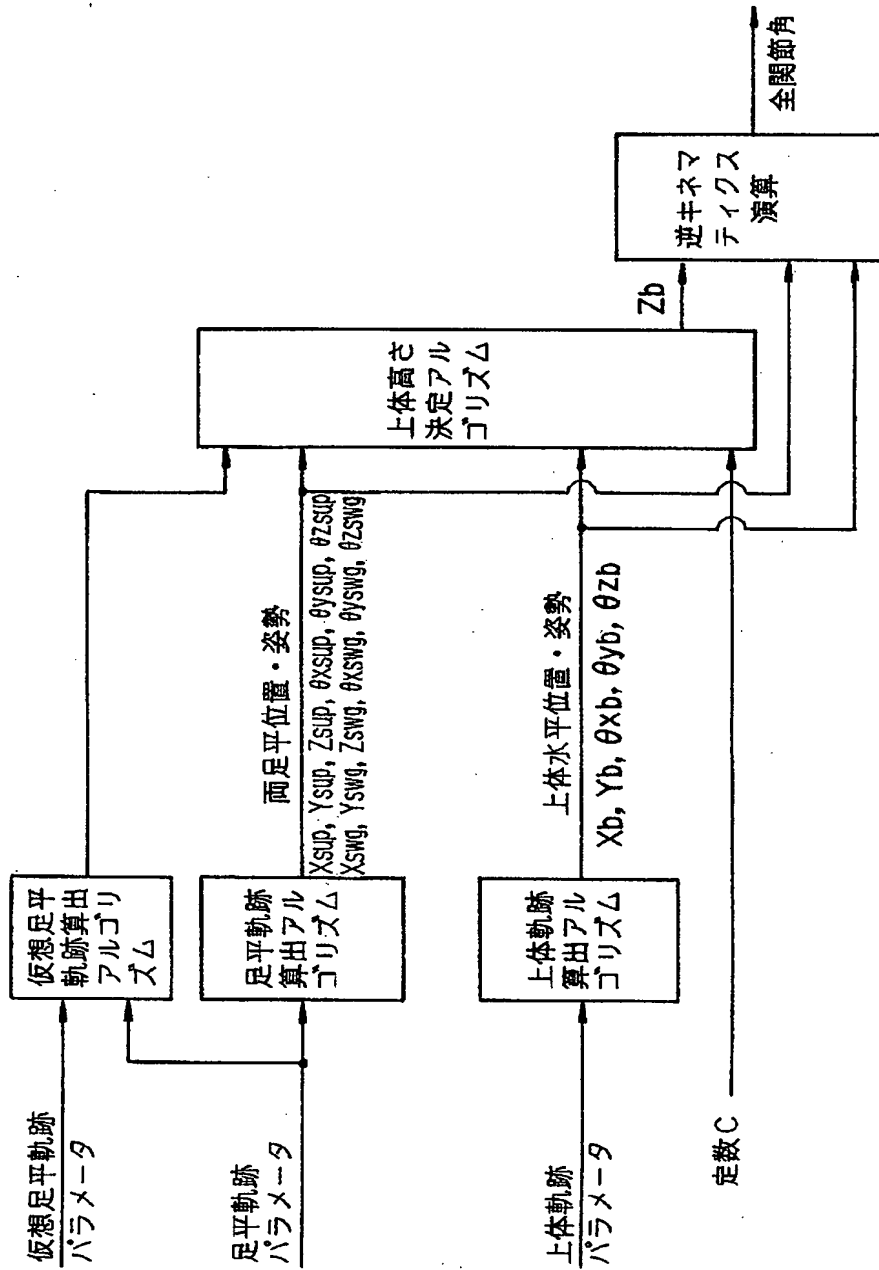 仮想足平軌跡
パラメータ
足平軌跡
パラメータ
上体軌跡
パラメータ
定数C
仮想足平
軌跡算出
アルゴリ
ズム
足平軌跡
算出アル
ゴリズム
上体軌跡
算出アル
ゴリズム
両足平位置・姿勢
Xsup, Ysup, Zsup, θxsup, θysup, θzsup
Xswg, Yswg, Zswg, θxswg, θyswg, θzswg
上体水平位置・姿勢
Xb, Yb, θxb, θyb, θzb
上体高さ
決定アル
ゴリズム
Zb
逆キネマ
ティクス
演算
全関節角